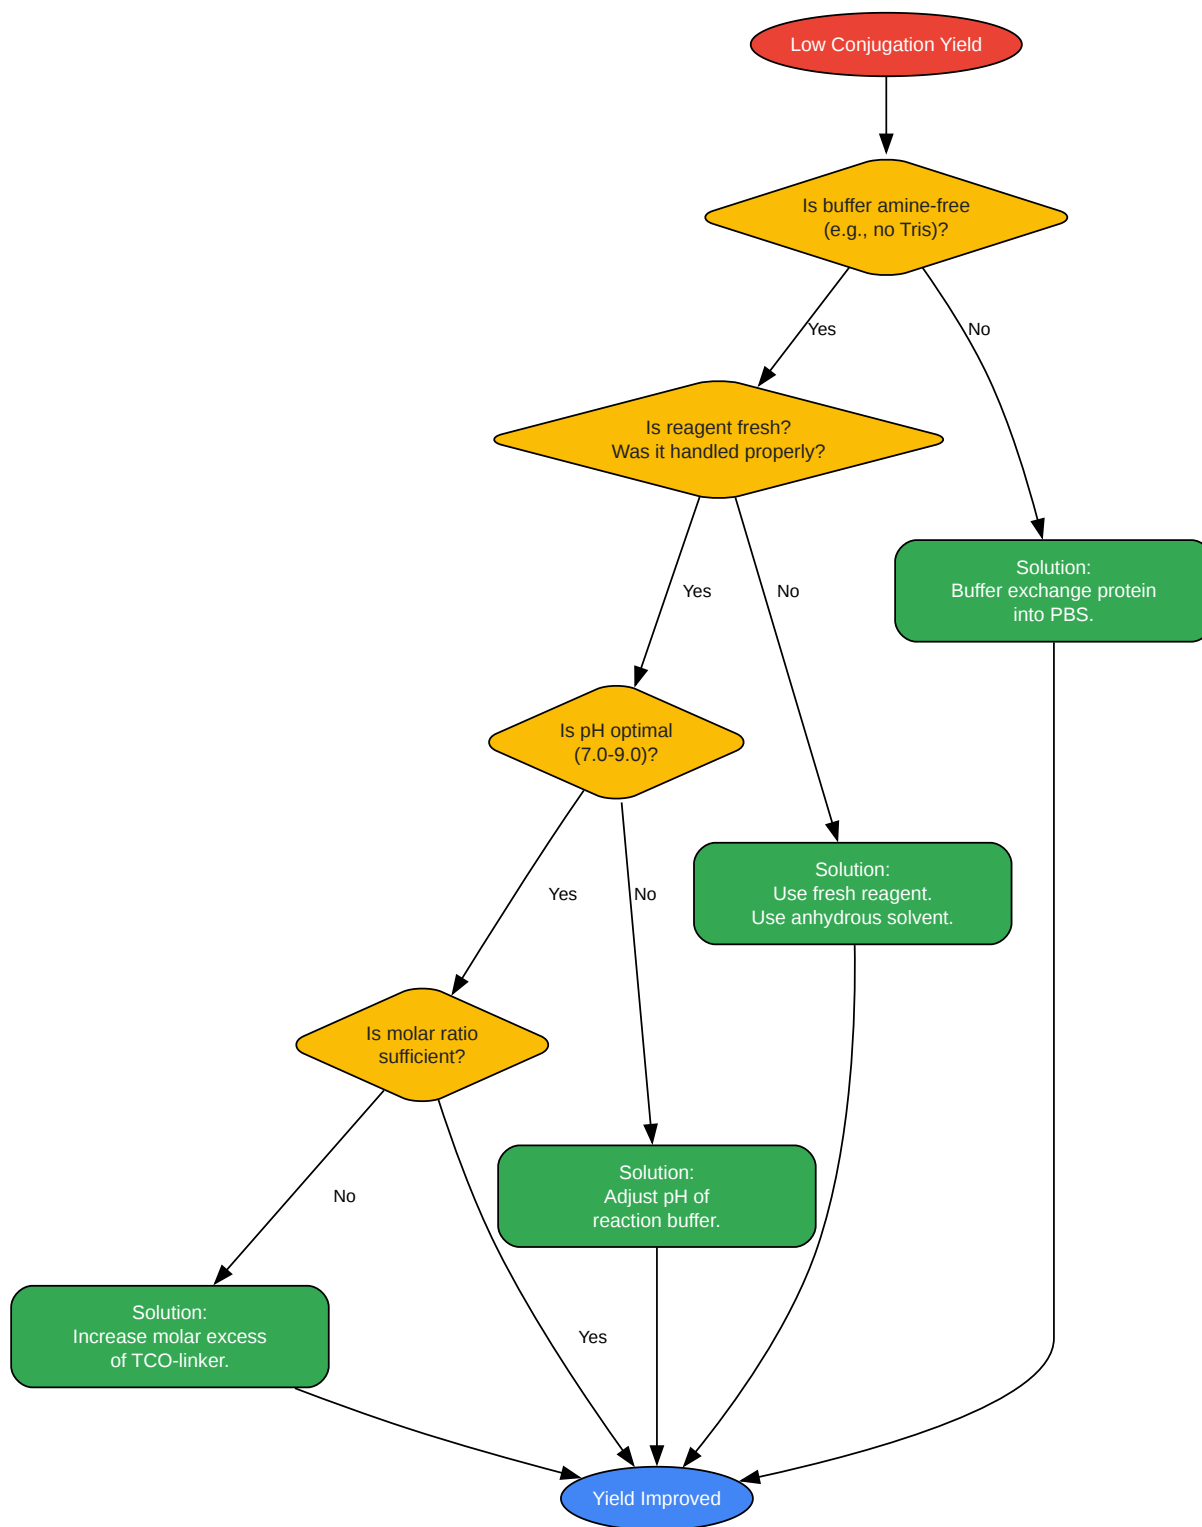 Low Conjugation Yield
Is buffer amine-free
(e.g., no Tris)?
Yes
No
Is reagent fresh?
Was it handled properly?
Yes
No
Solution:
Buffer exchange protein
into PBS.
Is pH optimal
(7.0-9.0)?
Yes
No
Solution:
Use fresh reagent.
Use anhydrous solvent.
Is molar ratio
sufficient?
No
Yes
Solution:
Adjust pH of
reaction buffer.
Solution:
Increase molar excess
of TCO-linker.
Yield Improved